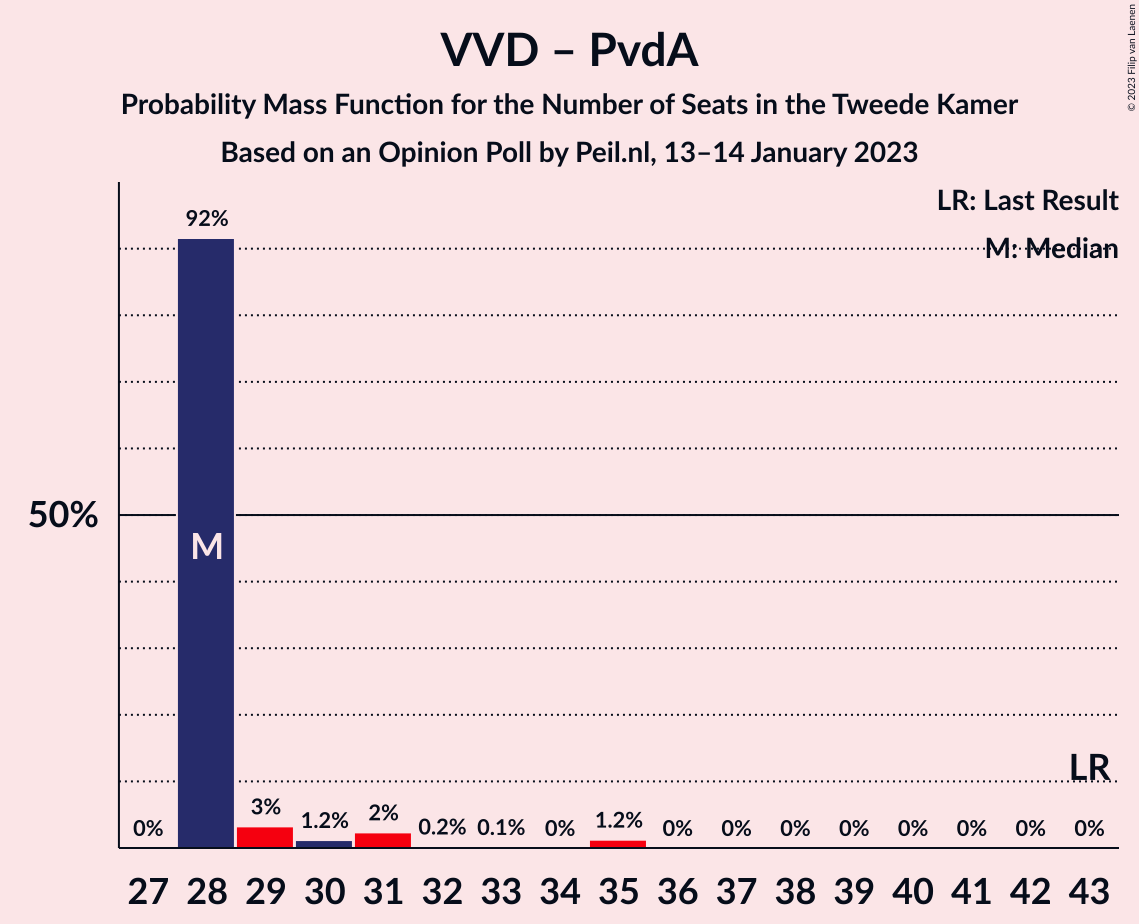 VVD – PvdA
Probability Mass Function for the Number of Seats in the Tweede Kamer
Based on an Opinion Poll by Peil.nl, 13–14 January 2023
© 2023 Filip van Laenen
LR: Last Result
M: Median
92%
50%
M
LR
0% 3% 1.2% 2% 0.2% 0.1% 0% 1.2% 0% 0% 0% 0% 0% 0% 0% 0%
27 28 29 30 31 32 33 34 35 36 37 38 39 40 41 42 43